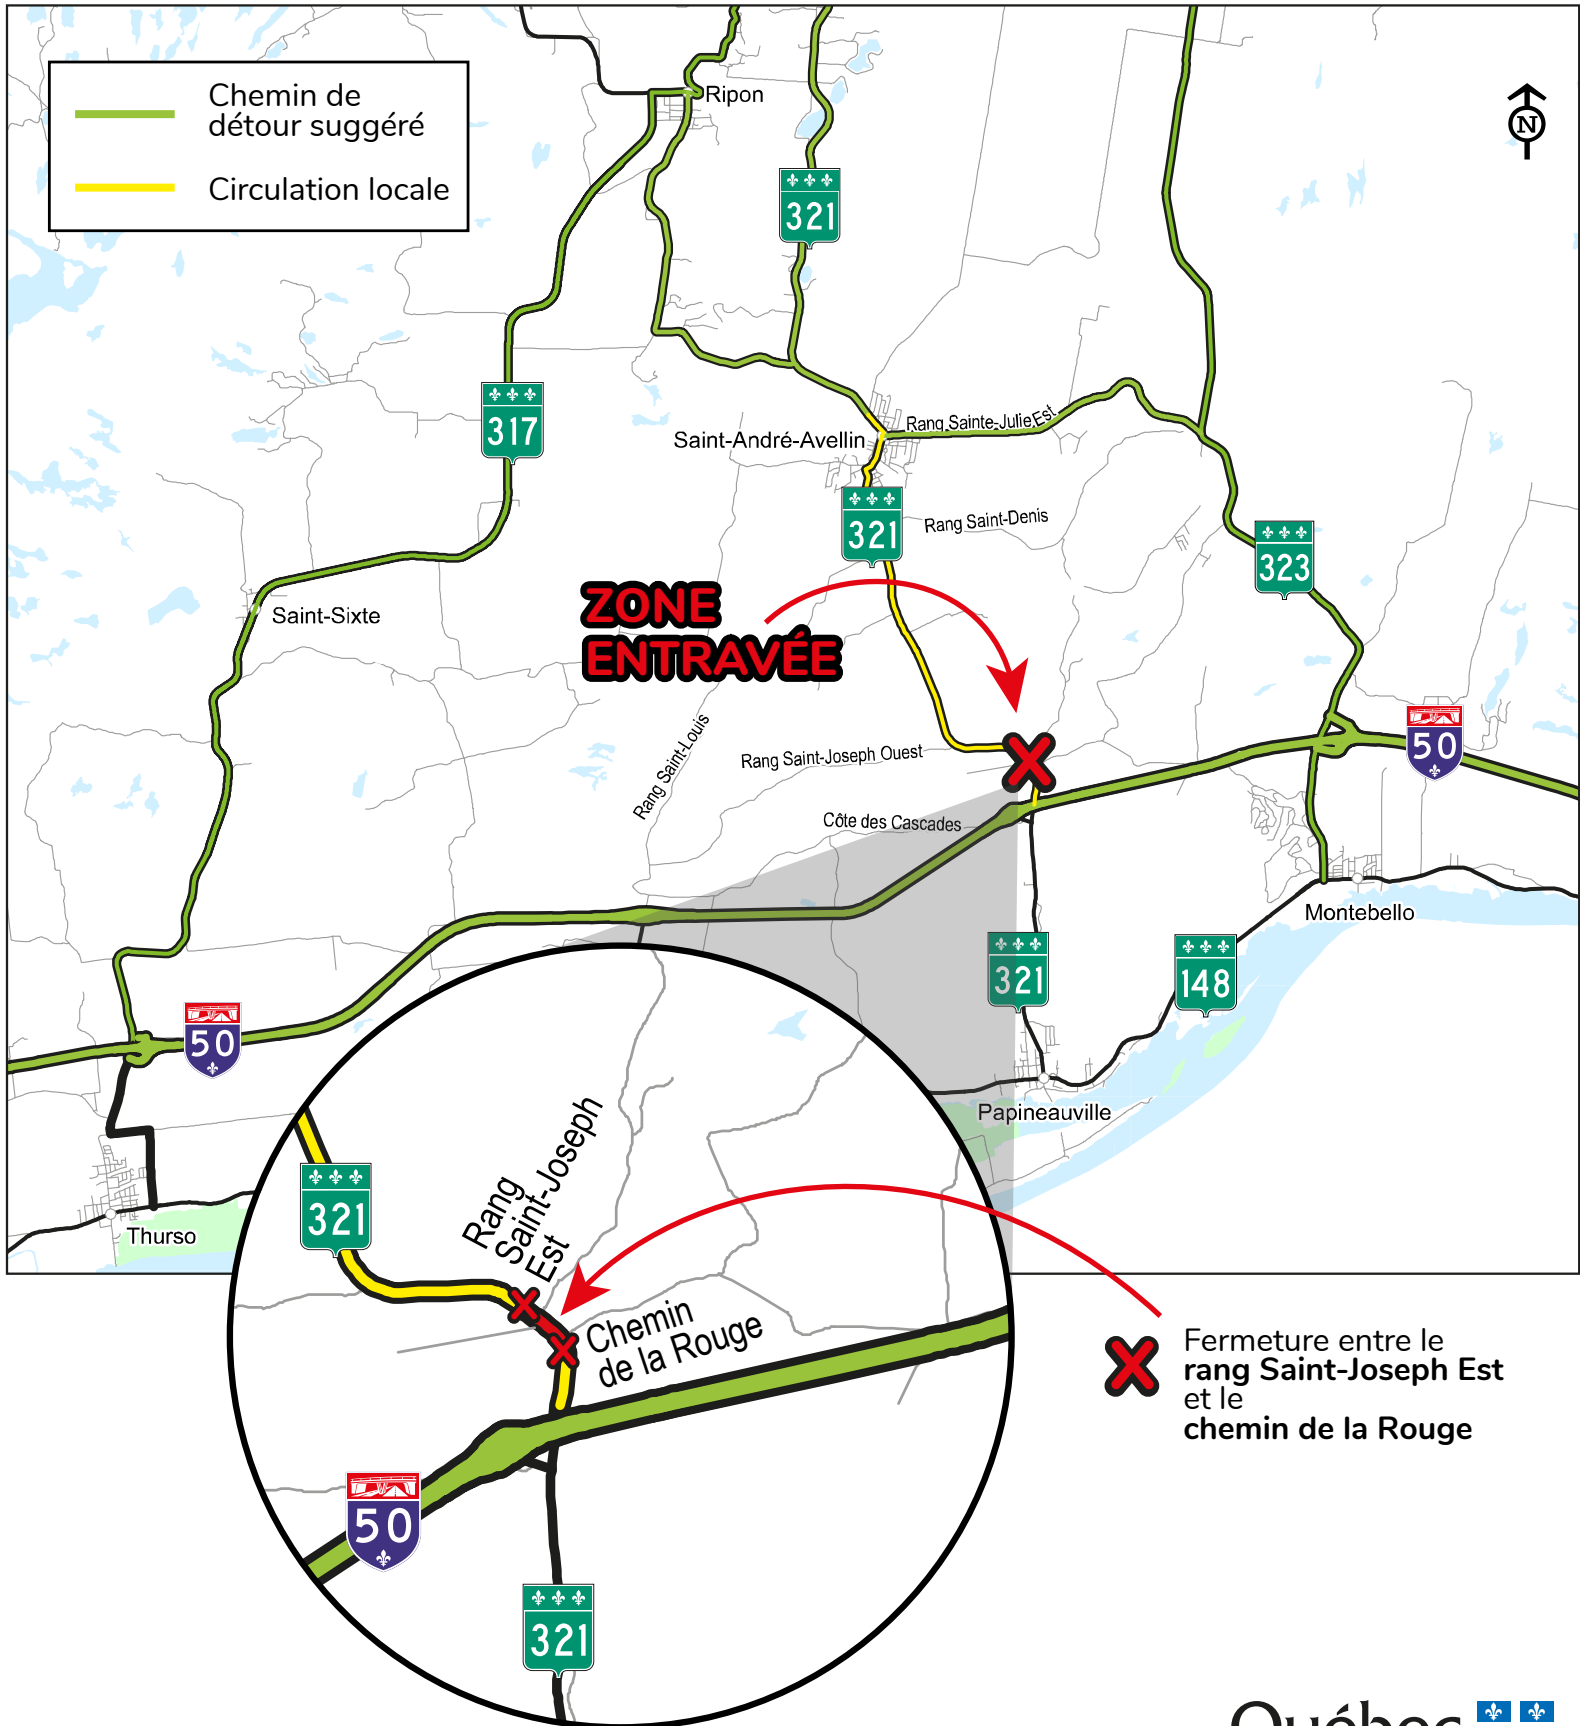 Chemin de
détour suggéré
Circulation locale
Ripon
N
321
317
Saint-André-Avellin
Rang Sainte-Julie Est
321
Rang Saint-Denis
323
Saint-Sixte
ZONE
ENTRAVÉE
Rang Saint-Louis
Rang Saint-Joseph Ouest
50
Côte des Cascades
Montebello
321
148
50
Papineauville
Thurso
321
Rang
Saint-Joseph
Est
Chemin
de la Rouge
50
321
Fermeture entre le
rang Saint-Joseph Est
et le
chemin de la Rouge
Québec